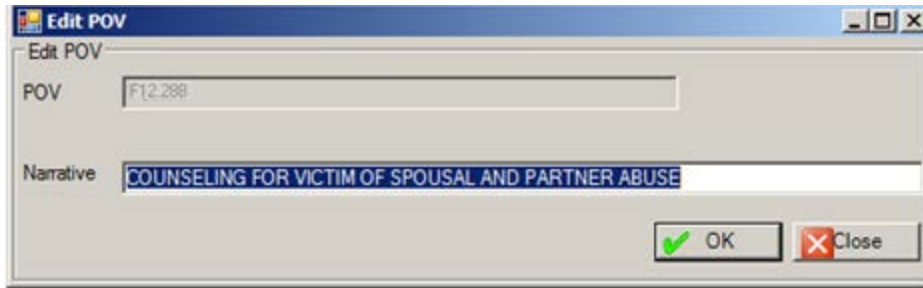 Edit POV
Edit POV
POV F12.288
Narrative COUNSELING FOR VICTIM OF SPOUSAL AND PARTNER ABUSE
OK Close